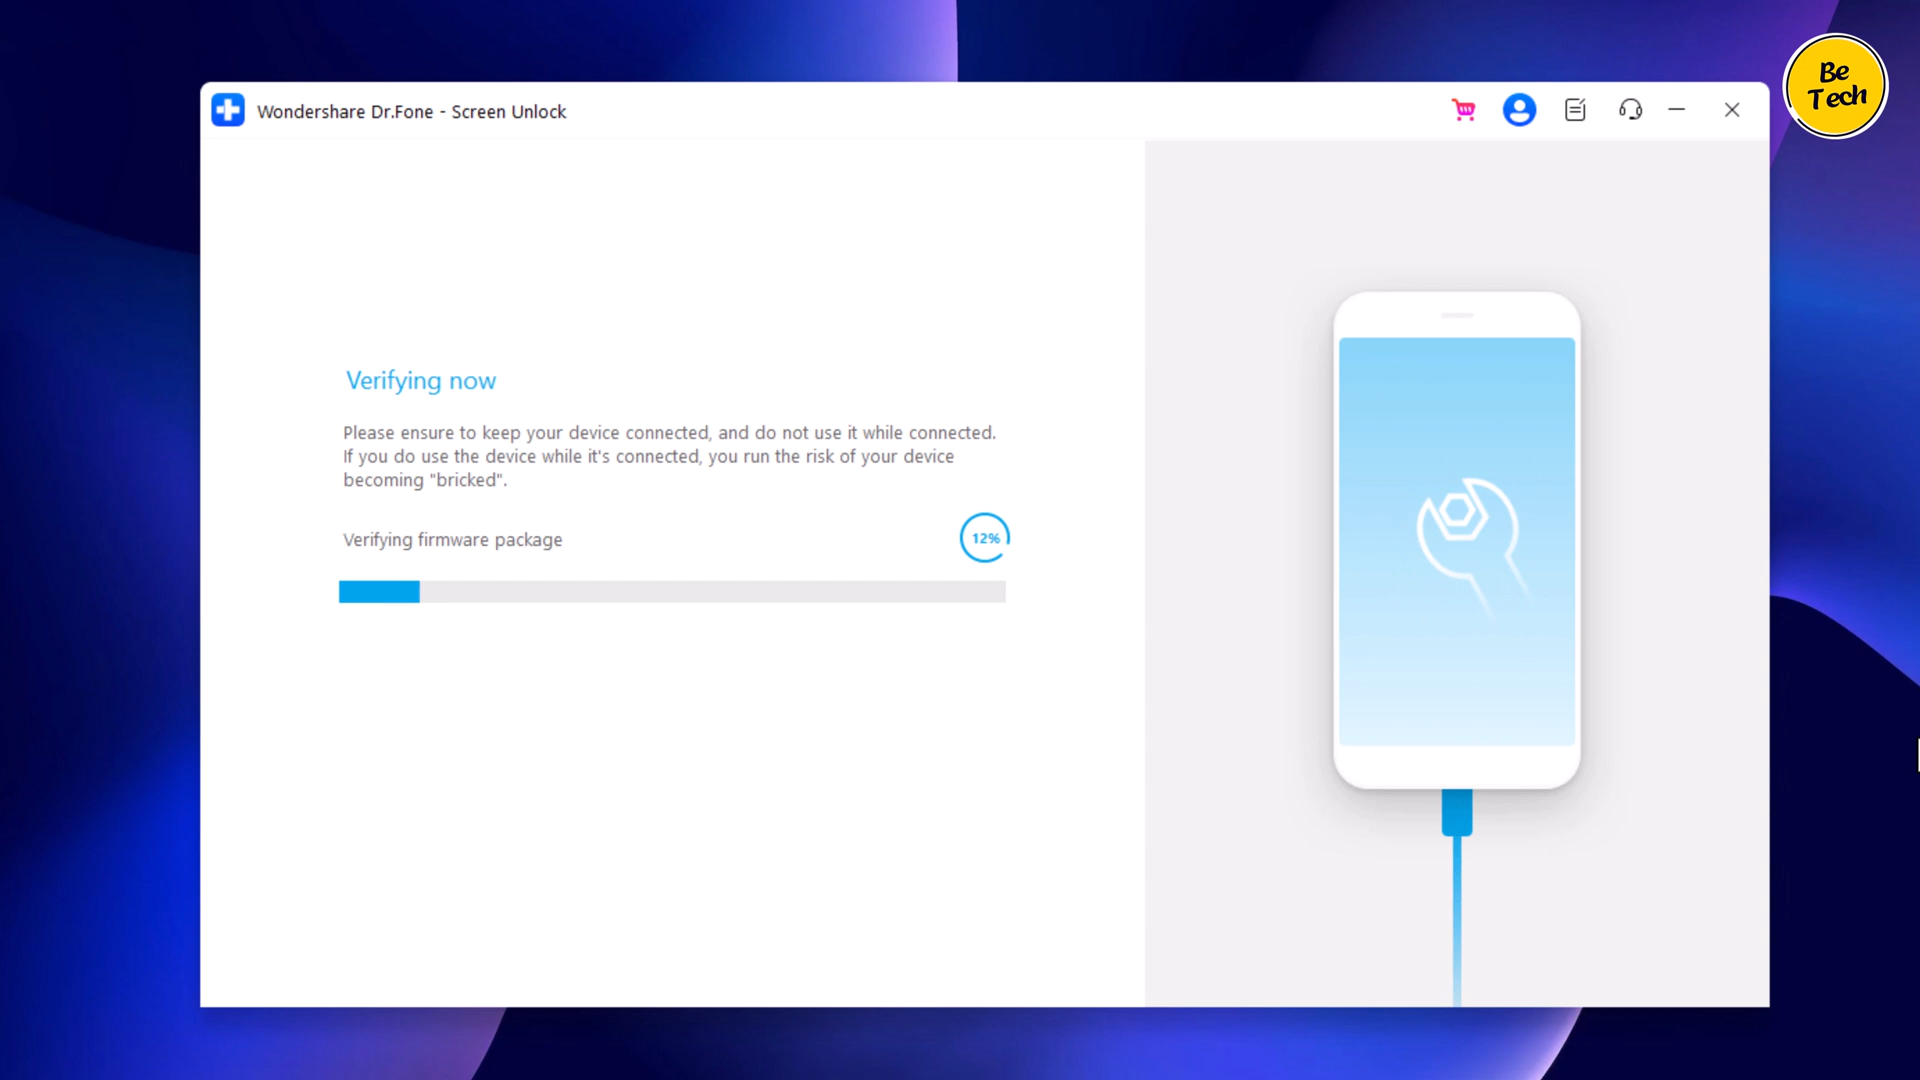 Be
Tech
Wondershare Dr.Fone - Screen Unlock
Verifying now
Please ensure to keep your device connected, and do not use it while connected.
If you do use the device while it's connected, you run the risk of your device
becoming "bricked".
Verifying firmware package
12%